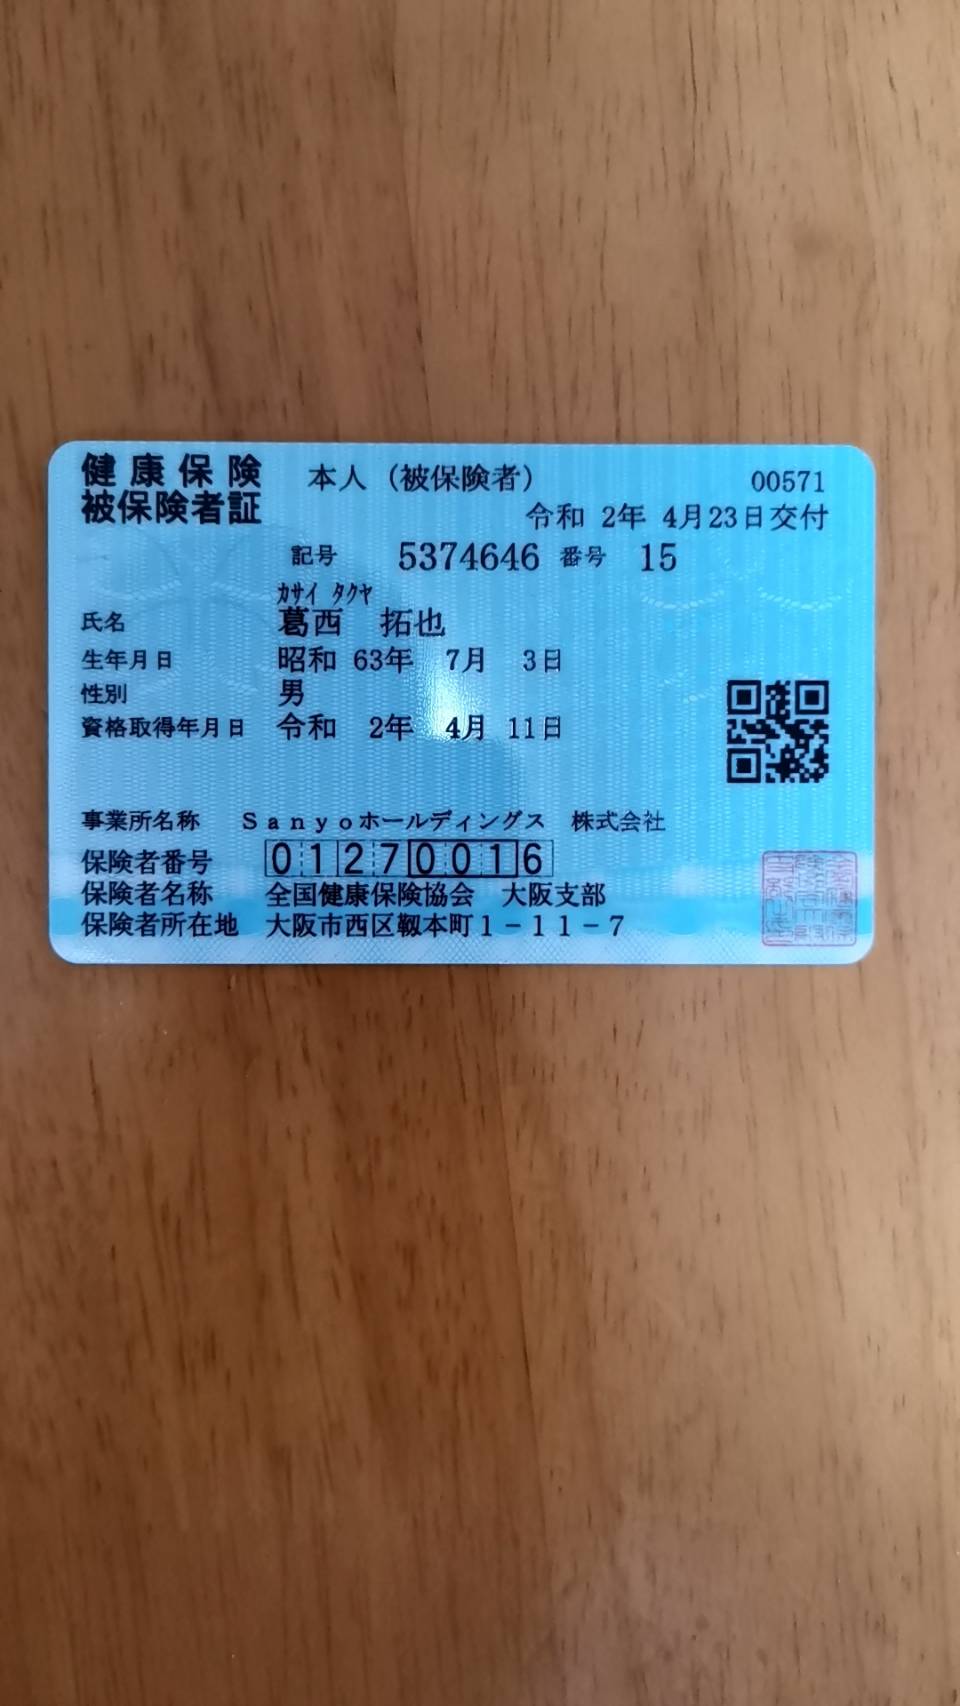 健康保険 本人（被保険者） 00571
被保険者証 令和 2年 4月23日交付
記号 5374646 番号 15
ｶｻｲ ﾀｸﾔ
氏名 葛西 拓也
生年月日 昭和 63年 7月 3日
性別 男
資格取得年月日 令和 2年 4月 11日
事業所名称 Ｓａｎｙｏホールディングス 株式会社
保険者番号 01270016
保険者名称 全国健康保険協会 大阪支部
保険者所在地 大阪市西区靱本町１－１１－７